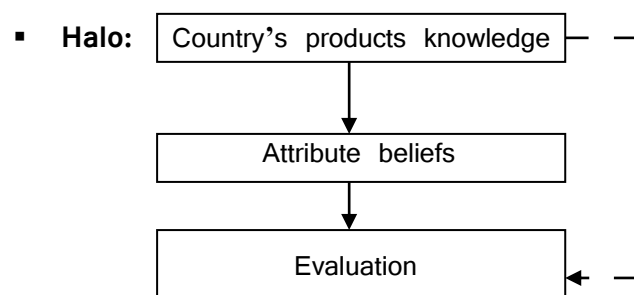 ▪ Halo: Country's products knowledge
Attribute beliefs
Evaluation